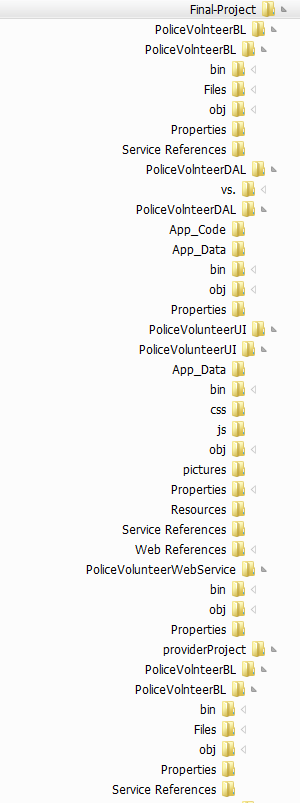 Final-Project
PoliceVolnteerBL
PoliceVolnteerBL
bin
Files
obj
Properties
Service References
PoliceVolnteerDAL
vs.
PoliceVolnteerDAL
App_Code
App_Data
bin
obj
Properties
PoliceVolunteerUI
PoliceVolunteerUI
App_Data
bin
css
js
obj
pictures
Properties
Resources
Service References
Web References
PoliceVolunteerWebService
bin
obj
Properties
providerProject
PoliceVolnteerBL
PoliceVolnteerBL
bin
Files
obj
Properties
Service References